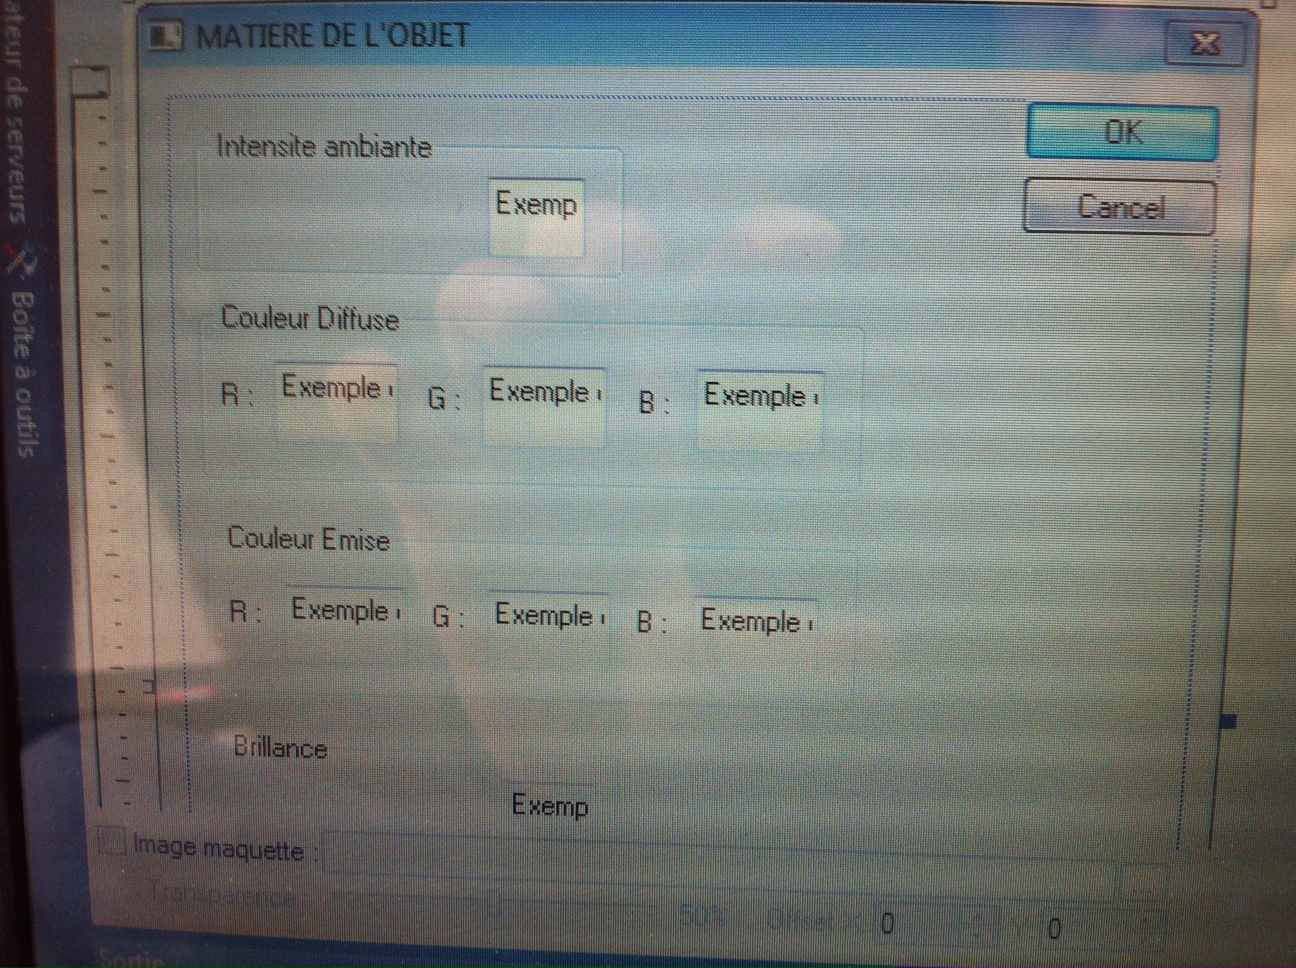 MATIERE DE L'OBJET
OK
Cancel
Intensite ambiante
Exemp
Couleur Diffuse
R : Exemple G : Exemple B : Exemple
Couleur Emise
R : Exemple G : Exemple B : Exemple
Brillance
Exemp
Image maquette : ...
Transparence 50% Offset X 0 Y 0
Sortie
ateur de serveurs
Boîte à outils